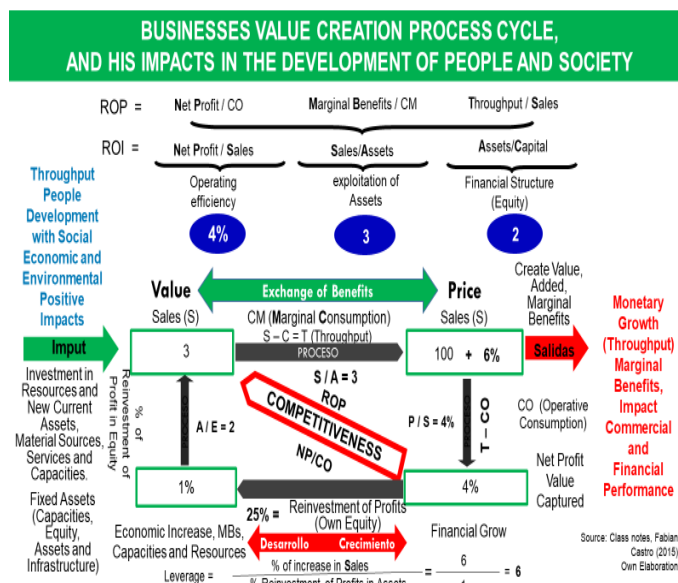 BUSINESSES VALUE CREATION PROCESS CYCLE,
AND HIS IMPACTS IN THE DEVELOPMENT OF PEOPLE AND SOCIETY
ROP = Net Profit / CO Marginal Benefits / CM Throughput / Sales
ROI = Net Profit / Sales Sales/Assets Assets/Capital
Operating
efficiency
exploitation of
Assets
Financial Structure
(Equity)
4% 3 2
Throughput
People
Development
with Social
Economic and
Environmental
Positive
Impacts
Imput
Investment in
Resources and
New Current
Assets,
Material Sources,
Services and
Capacities.
Fixed Assets
(Capacities,
Equity,
Assets and
Infraestructure)
Value
Sales (S)
Exchange of Benefits
Price
Sales (S)
CM (Marginal Consumption)
S – C = T (Throughput)
PROCESO
3
100 + 6%
S / A = 3
Create Value,
Added,
Marginal
Benefits
Salidas
Monetary
Growth
(Throughput)
Marginal
Benefits,
Impact
Commercial
and
Financial
Performance
% of
Reinvestment of
Profit in Equity
A / E = 2
ROP
COMPETITIVENESS
NP/CO
P / S = 4%
T – CO
CO (Operative
Consumption)
Net Profit
Value
Captured
1%
4%
25% = Reinvestment of Profits
(Own Equity)
Economic Increase, MBs,
Capacities and Resources
Desarrollo Crecimiento
Financial Grow
Leverage = % of increase in Sales = 6 = 6
% Reinvestment of Profits in Assets
Source: Class notes, Fabian
Castro (2015)
Own Elaboration